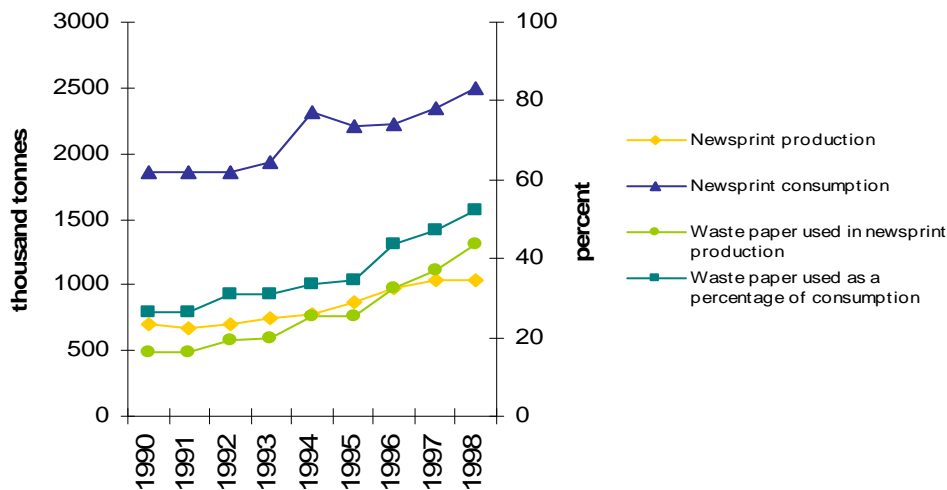 3000
2500
2000
1500
1000
500
0
thousand tonnes
100
80
60
40
20
0
percent
1990
1991
1992
1993
1994
1995
1996
1997
1998
Newsprint production
Newsprint consumption
Waste paper used in newsprint
production
Waste paper used as a
percentage of consumption